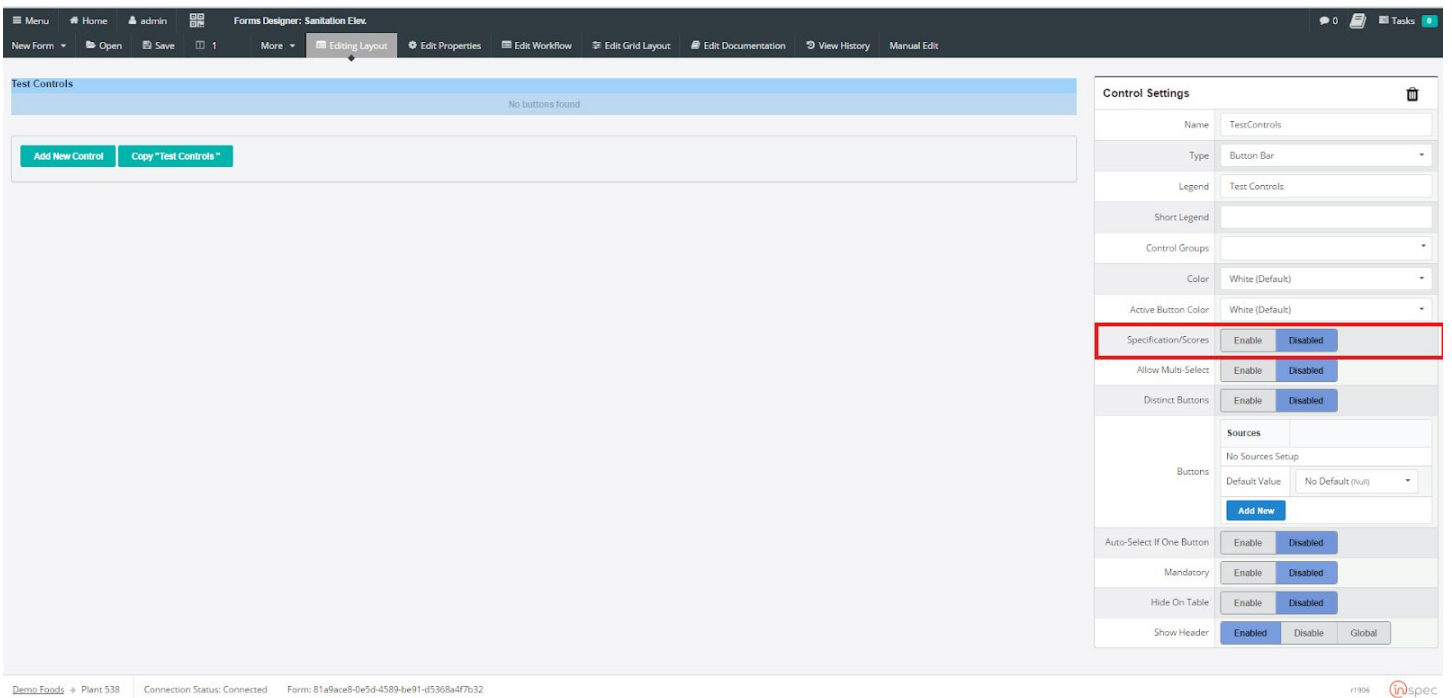 Menu Home admin Forms Designer: Sanitation Elev. 0 Tasks 0
New Form Open Save 1 More Editing Layout Edit Properties Edit Workflow Edit Grid Layout Edit Documentation View History Manual Edit
Test Controls
No buttons found
Add New Control Copy "Test Controls "
Control Settings
Name TestControls
Type Button Bar
Legend Test Controls
Short Legend
Control Groups
Color White (Default)
Active Button Color White (Default)
Specification/Scores Enable Disabled
Allow Multi-Select Enable Disabled
Distinct Buttons Enable Disabled
Buttons
Sources
No Sources Setup
Default Value No Default (Null)
Add New
Auto-Select If One Button Enable Disabled
Mandatory Enable Disabled
Hide On Table Enable Disabled
Show Header Enabled Disable Global
Demo Foods → Plant 538 Connection Status: Connected Form: 81a9ace8-0e5d-4589-be91-d5368a4f7b32 r1906 inspec